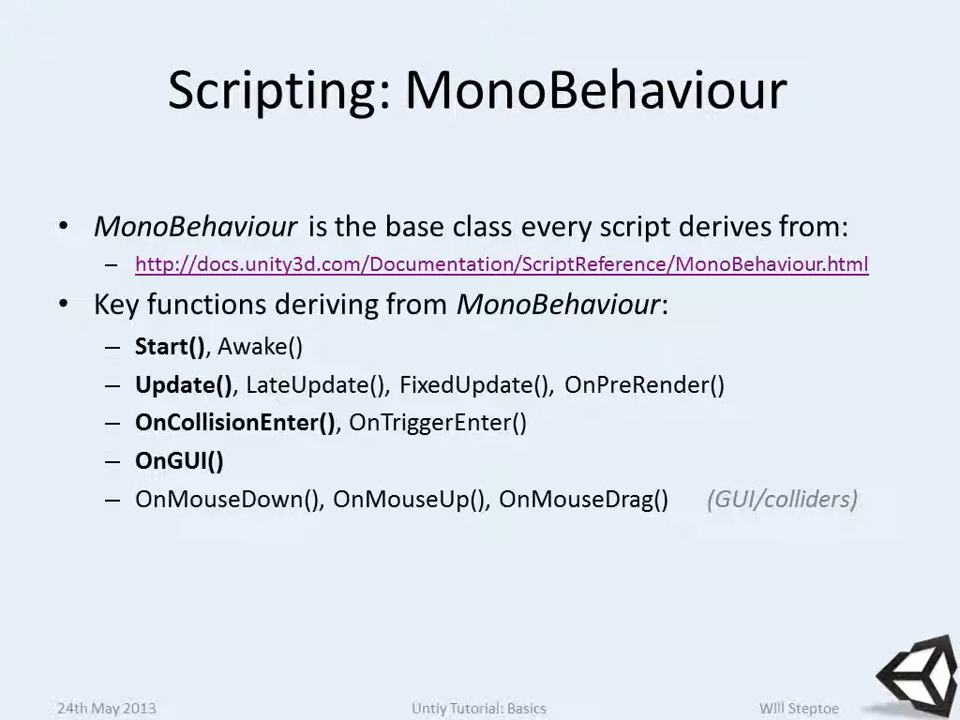 Scripting: MonoBehaviour
• MonoBehaviour is the base class every script derives from:
– http://docs.unity3d.com/Documentation/ScriptReference/MonoBehaviour.html
• Key functions deriving from MonoBehaviour:
– Start(), Awake()
– Update(), LateUpdate(), FixedUpdate(), OnPreRender()
– OnCollisionEnter(), OnTriggerEnter()
– OnGUI()
– OnMouseDown(), OnMouseUp(), OnMouseDrag() (GUI/colliders)
24th May 2013 Untiy Tutorial: Basics WIll Steptoe